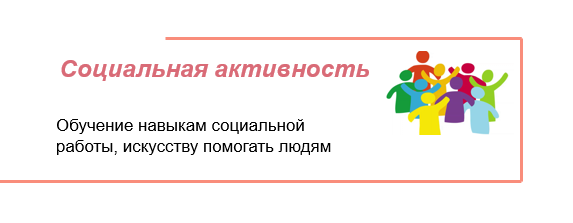 Социальная активность
Обучение навыкам социальной
работы, искусству помогать людям